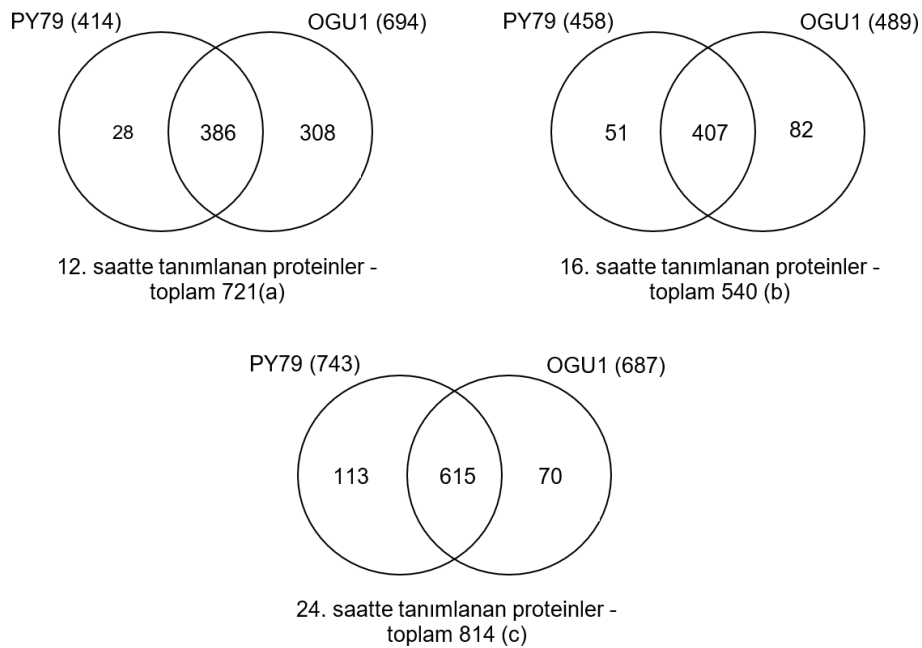 PY79 (414)
OGU1 (694)
28
386
308
12. saatte tanımlanan proteinler -
toplam 721(a)
PY79 (458)
OGU1 (489)
51
407
82
16. saatte tanımlanan proteinler -
toplam 540 (b)
PY79 (743)
OGU1 (687)
113
615
70
24. saatte tanımlanan proteinler -
toplam 814 (c)